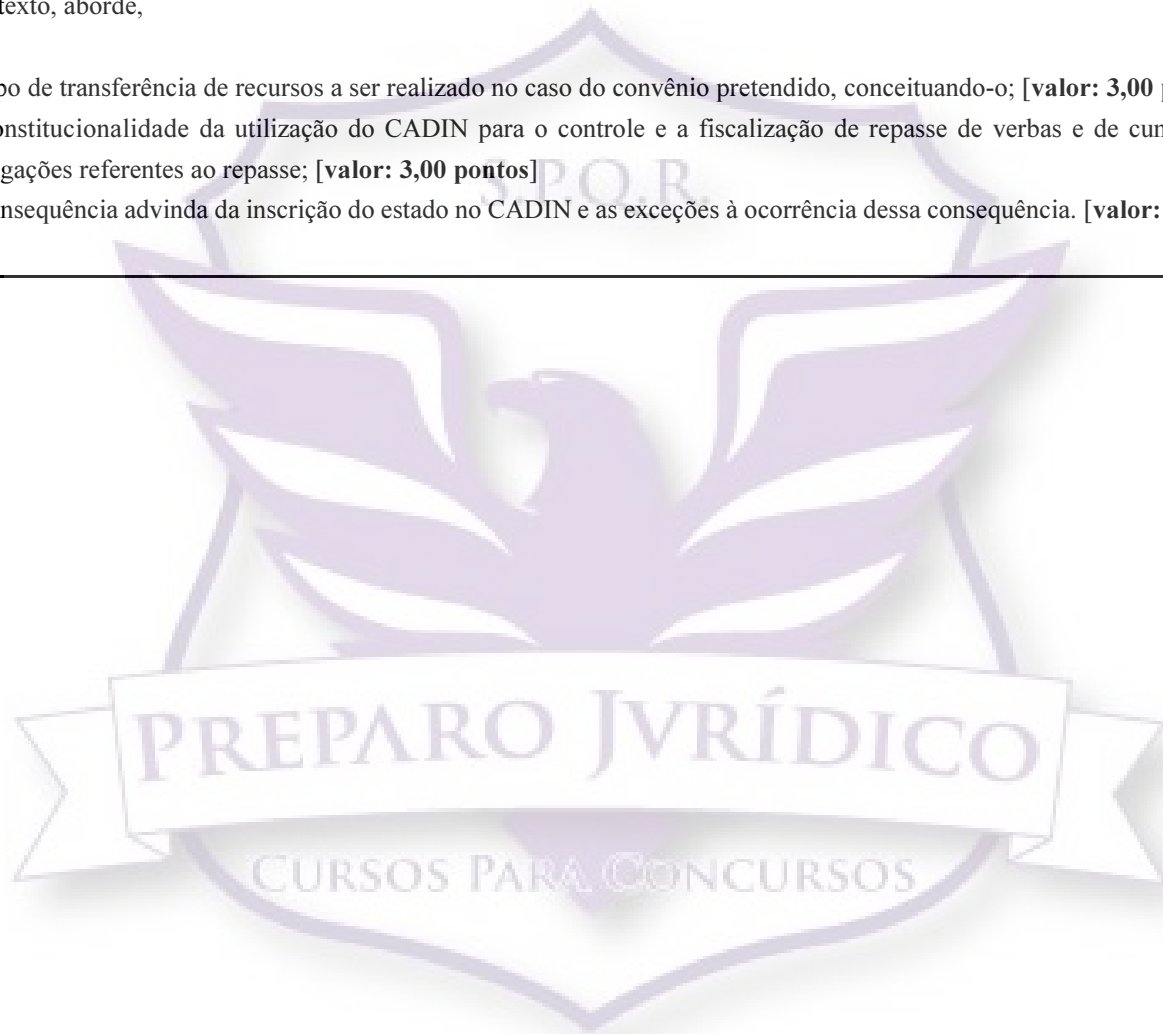 texto, aborde,
po de transferência de recursos a ser realizado no caso do convênio pretendido, conceituando-o; [valor: 3,00
onstitucionalidade da utilização do CADIN para o controle e a fiscalização de repasse de verbas e de cum
gações referentes ao repasse; [valor: 3,00 pontos]
S.P.Q.R.
nsequência advinda da inscrição do estado no CADIN e as exceções à ocorrência dessa consequência. [valor:
PREPARO JVRÍDICO
CURSOS PARA CONCURSOS